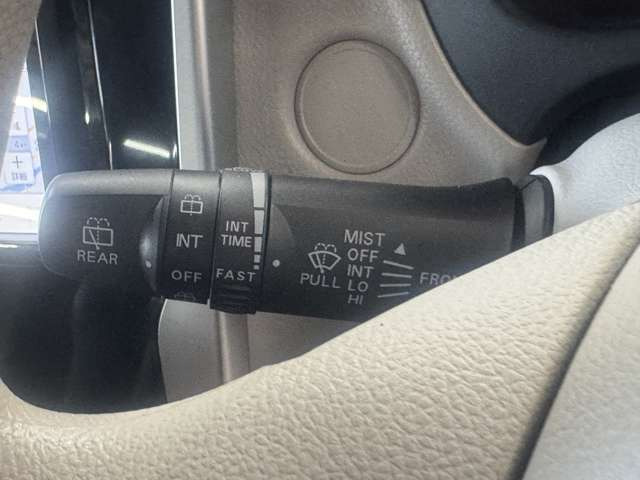 REAR
INT
OFF
INT
TIME
FAST
PULL
MIST
OFF
INT
LO
HI